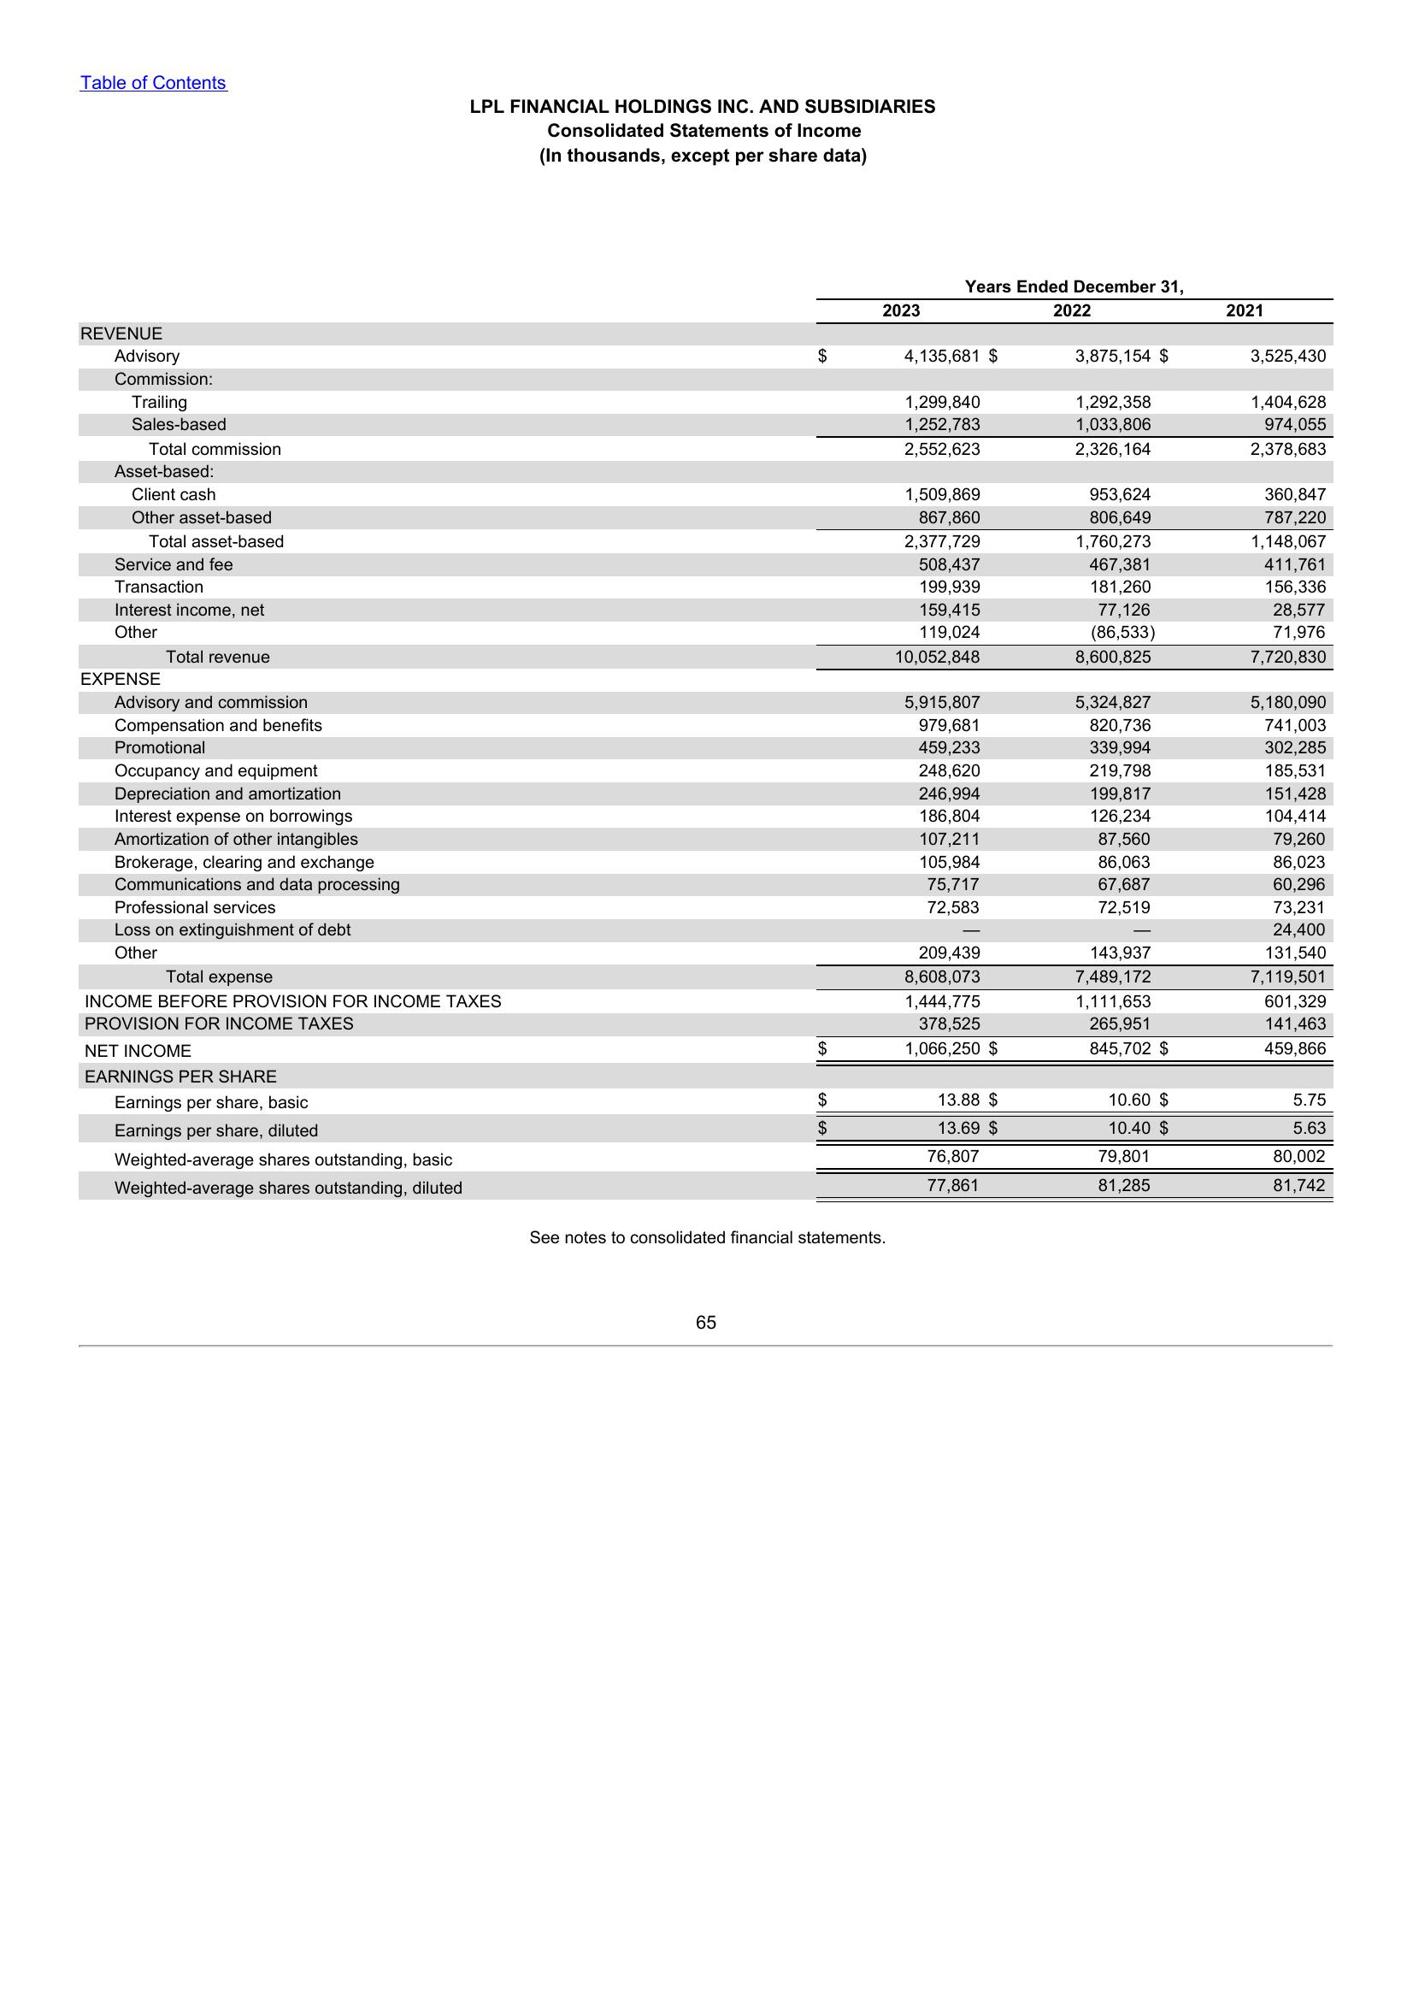 Table of Contents
LPL FINANCIAL HOLDINGS INC. AND SUBSIDIARIES
Consolidated Statements of Income
(In thousands, except per share data)
Years Ended December 31,
2023 2022 2021
REVENUE
Advisory $ 4,135,681 $ 3,875,154 $ 3,525,430
Commission:
Trailing 1,299,840 1,292,358 1,404,628
Sales-based 1,252,783 1,033,806 974,055
Total commission 2,552,623 2,326,164 2,378,683
Asset-based:
Client cash 1,509,869 953,624 360,847
Other asset-based 867,860 806,649 787,220
Total asset-based 2,377,729 1,760,273 1,148,067
Service and fee 508,437 467,381 411,761
Transaction 199,939 181,260 156,336
Interest income, net 159,415 77,126 28,577
Other 119,024 (86,533) 71,976
Total revenue 10,052,848 8,600,825 7,720,830
EXPENSE
Advisory and commission 5,915,807 5,324,827 5,180,090
Compensation and benefits 979,681 820,736 741,003
Promotional 459,233 339,994 302,285
Occupancy and equipment 248,620 219,798 185,531
Depreciation and amortization 246,994 199,817 151,428
Interest expense on borrowings 186,804 126,234 104,414
Amortization of other intangibles 107,211 87,560 79,260
Brokerage, clearing and exchange 105,984 86,063 86,023
Communications and data processing 75,717 67,687 60,296
Professional services 72,583 72,519 73,231
Loss on extinguishment of debt — — 24,400
Other 209,439 143,937 131,540
Total expense 8,608,073 7,489,172 7,119,501
INCOME BEFORE PROVISION FOR INCOME TAXES 1,444,775 1,111,653 601,329
PROVISION FOR INCOME TAXES 378,525 265,951 141,463
NET INCOME $ 1,066,250 $ 845,702 $ 459,866
EARNINGS PER SHARE
Earnings per share, basic $ 13.88 $ 10.60 $ 5.75
Earnings per share, diluted $ 13.69 $ 10.40 $ 5.63
Weighted-average shares outstanding, basic 76,807 79,801 80,002
Weighted-average shares outstanding, diluted 77,861 81,285 81,742
See notes to consolidated financial statements.
65